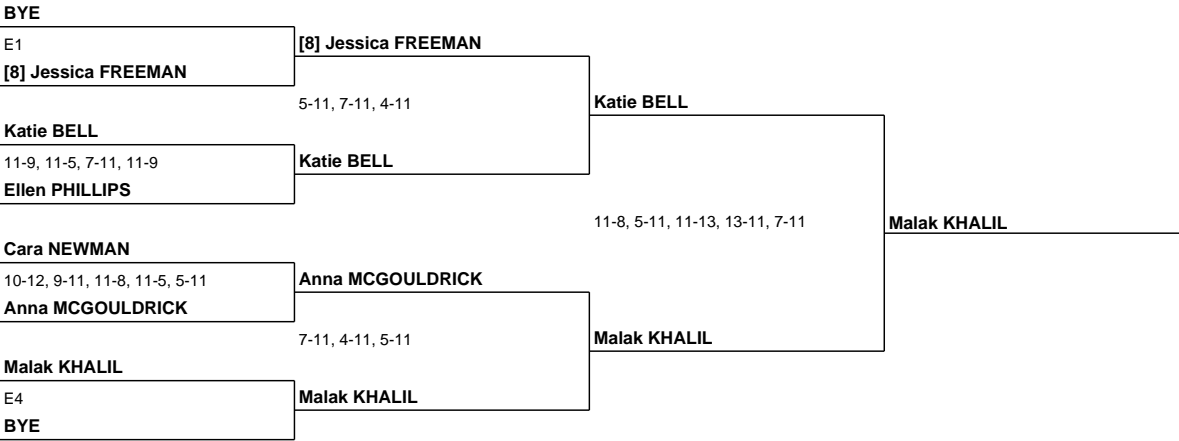 BYE
E1
[8] Jessica FREEMAN
[8] Jessica FREEMAN
5-11, 7-11, 4-11
Katie BELL
Katie BELL
11-9, 11-5, 7-11, 11-9
Katie BELL
Ellen PHILLIPS
11-8, 5-11, 11-13, 13-11, 7-11
Malak KHALIL
Cara NEWMAN
10-12, 9-11, 11-8, 11-5, 5-11
Anna MCGOULDRICK
Anna MCGOULDRICK
7-11, 4-11, 5-11
Malak KHALIL
Malak KHALIL
E4
Malak KHALIL
BYE